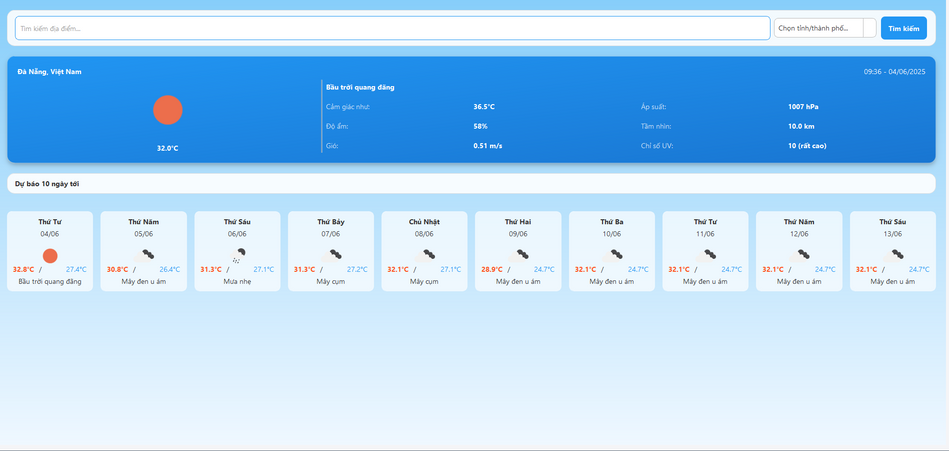 Tìm kiếm địa điểm...
Chọn tỉnh/thành phố...
Tìm kiếm
Đà Nẵng, Việt Nam
09:36 - 04/06/2025
Bầu trời quang đãng
Cảm giác như: 36.5°C Áp suất: 1007 hPa
Độ ẩm: 58% Tầm nhìn: 10.0 km
Gió: 0.51 m/s Chỉ số UV: 10 (rất cao)
32.0°C
Dự báo 10 ngày tới
Thứ Tư
04/06
32.8°C / 27.4°C
Bầu trời quang đãng
Thứ Năm
05/06
30.8°C / 26.4°C
Mây đen u ám
Thứ Sáu
06/06
31.3°C / 27.1°C
Mưa nhẹ
Thứ Bảy
07/06
31.3°C / 27.2°C
Mây cụm
Chủ Nhật
08/06
32.1°C / 27.1°C
Mây cụm
Thứ Hai
09/06
28.9°C / 24.7°C
Mây đen u ám
Thứ Ba
10/06
32.1°C / 24.7°C
Mây đen u ám
Thứ Tư
11/06
32.1°C / 24.7°C
Mây đen u ám
Thứ Năm
12/06
32.1°C / 24.7°C
Mây đen u ám
Thứ Sáu
13/06
32.1°C / 24.7°C
Mây đen u ám